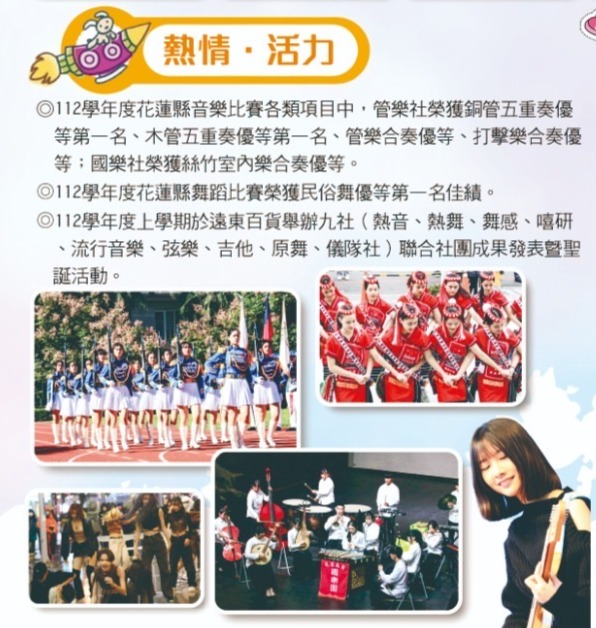 熱情・活力
◎112學年度花蓮縣音樂比賽各類項目中，管樂社榮獲銅管五重奏優
等第一名、木管五重奏優等第一名、管樂合奏優等、打擊樂合奏優
等；國樂社榮獲絲竹室內樂合奏優等。
◎112學年度花蓮縣舞蹈比賽榮獲民俗舞優等第一名佳績。
◎112學年度上學期於遠東百貨舉辦九社（熱音、熱舞、舞感、嘻研
、流行音樂、弦樂、吉他、原舞、儀隊社）聯合社團成果發表暨聖
誕活動。
國樂團